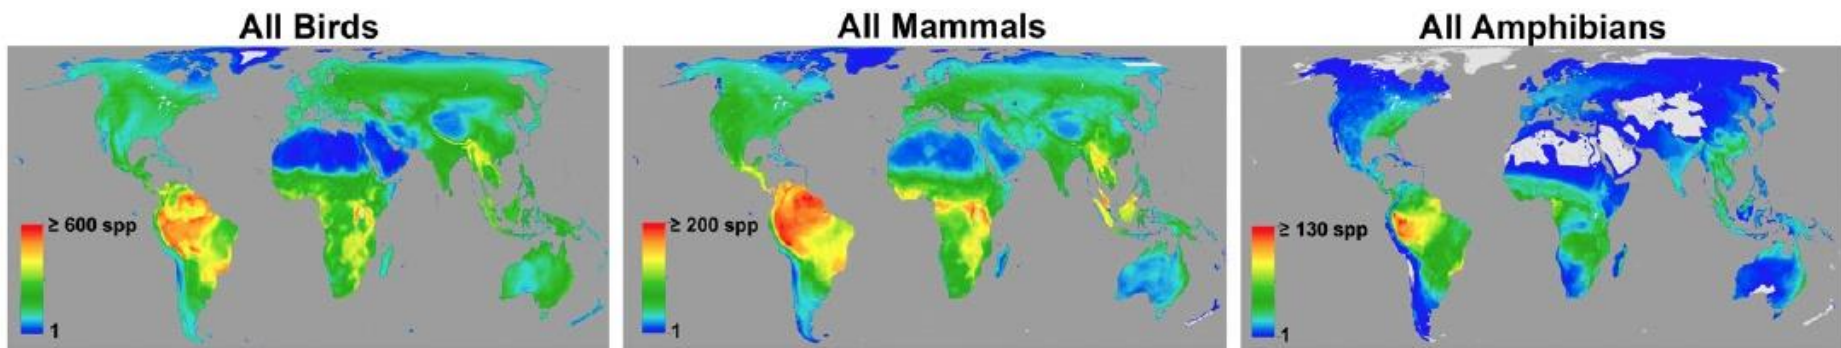 All Birds
All Mammals
All Amphibians
≥ 600 spp
1
≥ 200 spp
1
≥ 130 spp
1